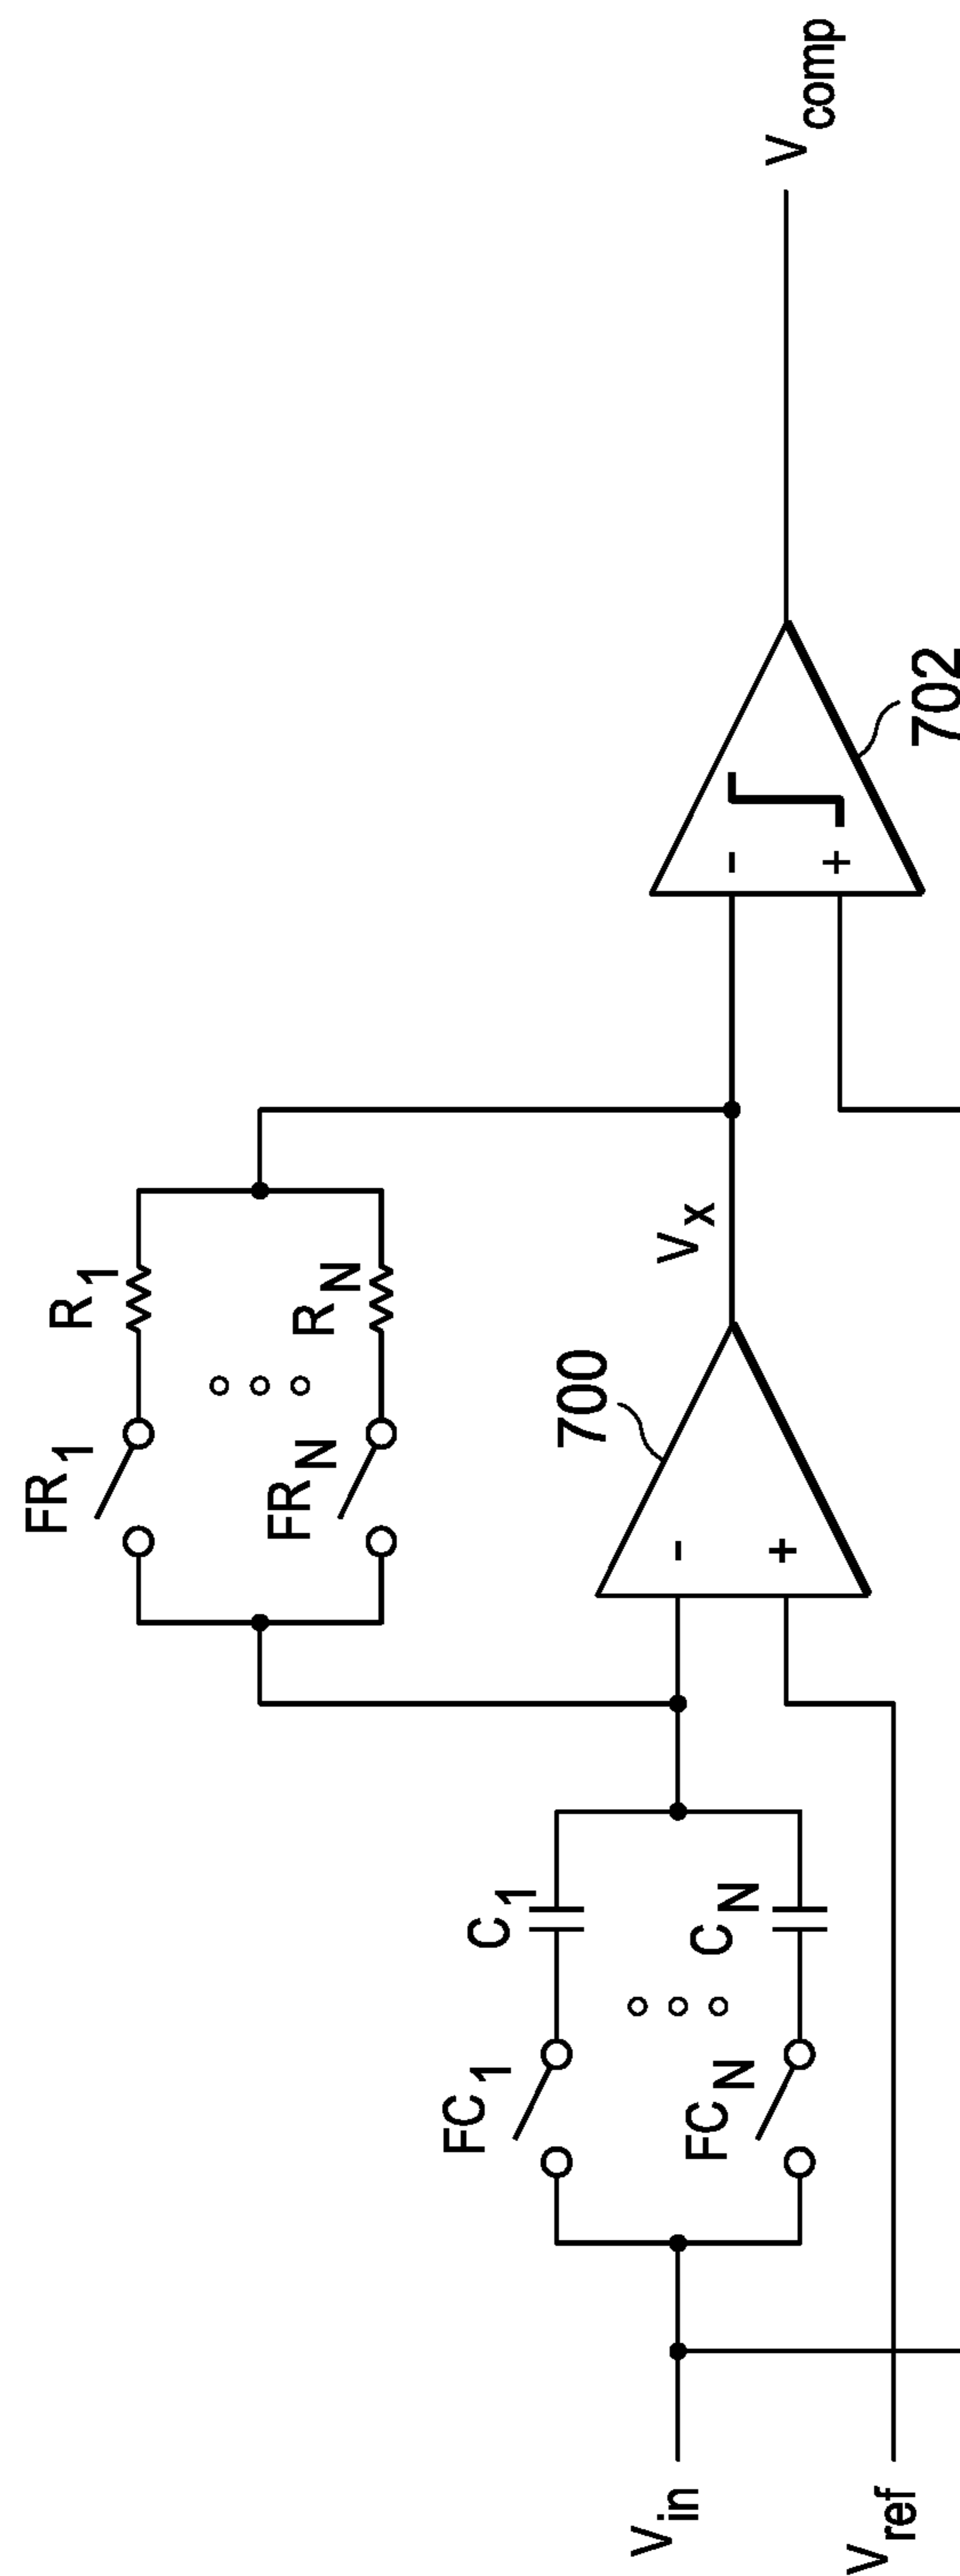 FR1
R1
FRN
RN
FC1
C1
FCN
CN
700
-
+
Vx
-
+
702
Vin
Vref
Vcomp